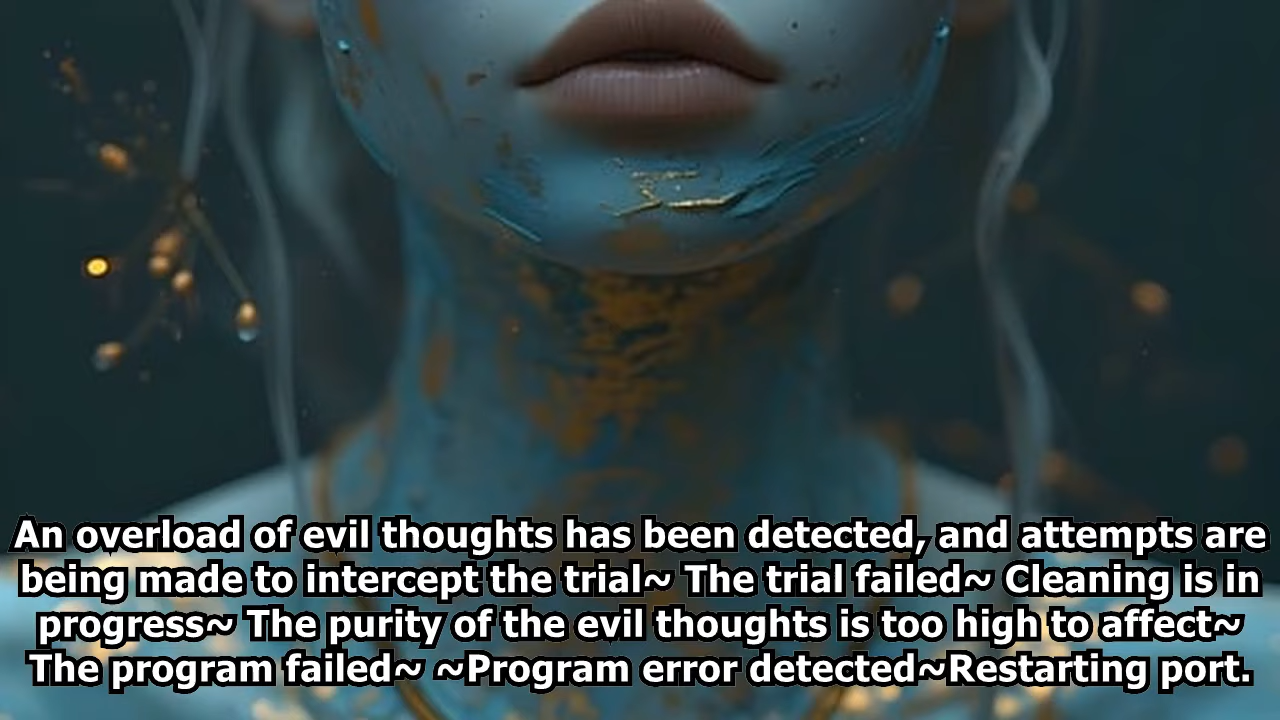 An overload of evil thoughts has been detected, and attempts are
being made to intercept the trial~ The trial failed~ Cleaning is in
progress~ The purity of the evil thoughts is too high to affect~
The program failed~ ~Program error detected~Restarting port.